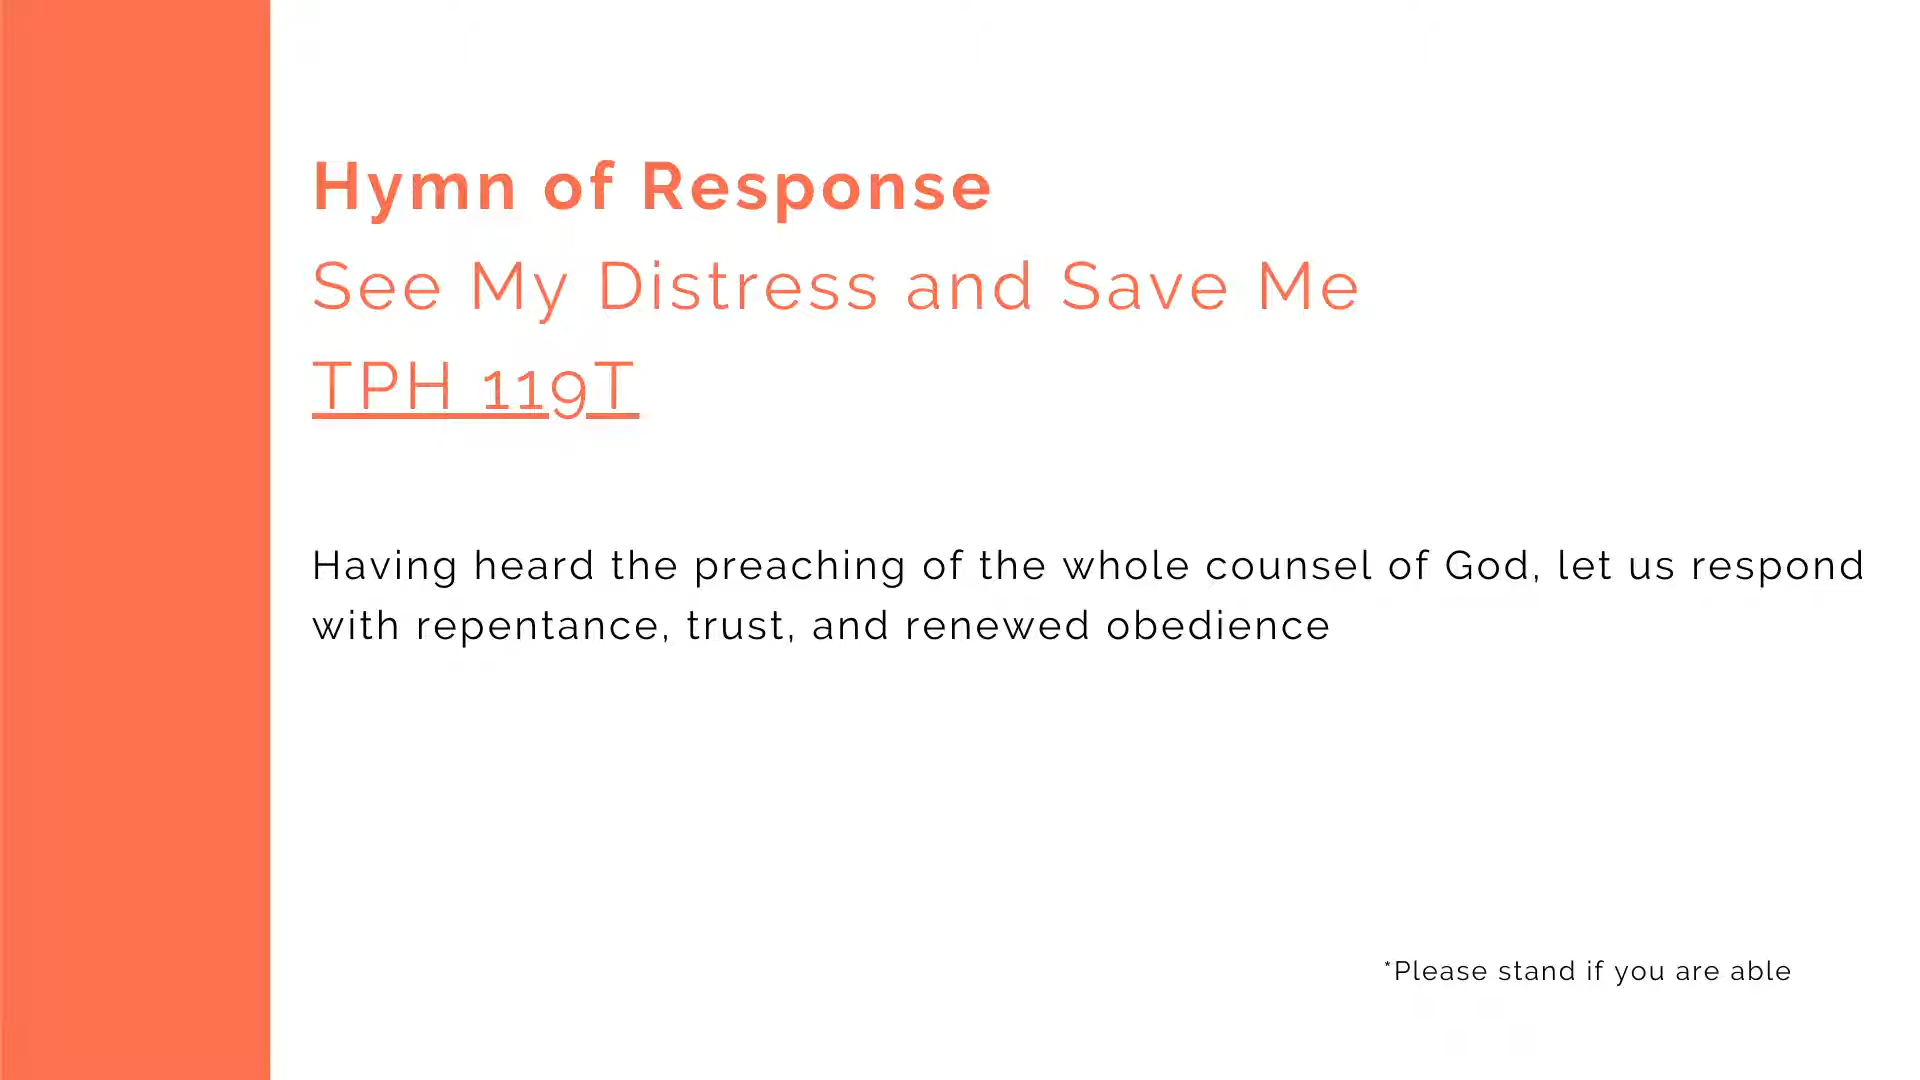 Hymn of Response
See My Distress and Save Me
TPH 119T
Having heard the preaching of the whole counsel of God, let us respond
with repentance, trust, and renewed obedience
*Please stand if you are able